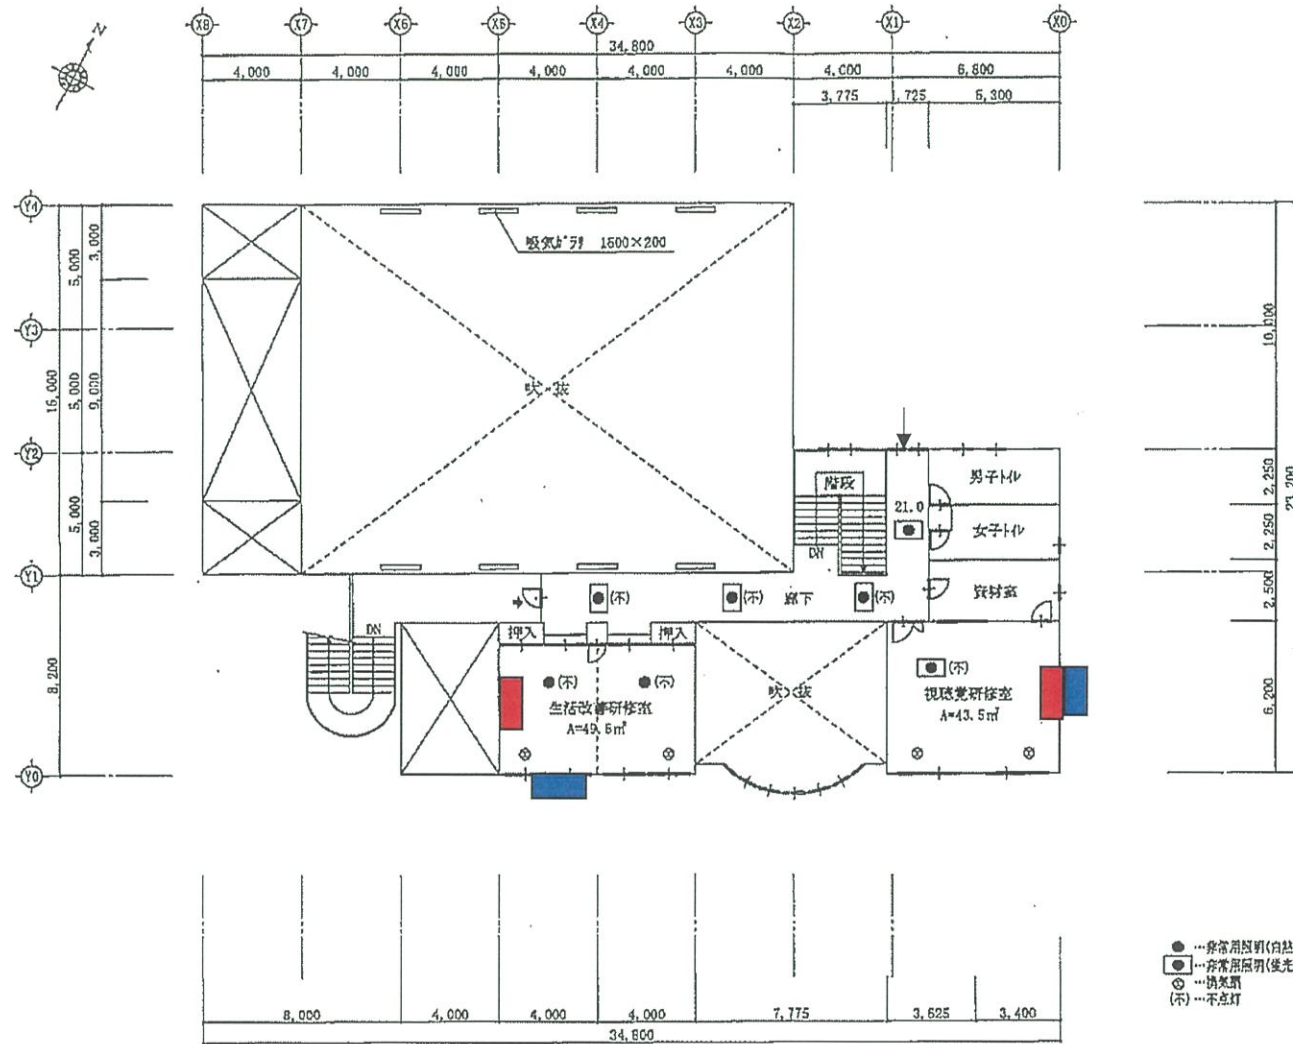 N
X8 X7 X6 X5 X4 X3 X2 X1 X0
34,800
4,000 4,000 4,000 4,000 4,000 4,000 4,000 6,800
3,775 1,725 5,300
Y4
吸気ガラリ 1600×200
3,000
5,000
Y3
10,000
16,000 5,000 9,000
吹抜
Y2
階段
男子トイレ
2,250
23,200
21.0
5,000
女子トイレ
2,250
3,000
DN
Y1
(不) (不) 廊下 (不)
資材室
2,500
DN
押入 押入
8,200
(不) (不)
吹抜
(不)
生活改善研修室
視聴覚研修室
6,200
A=49.6㎡
A=43.5㎡
Y0
●…非常用照明(白熱
●…非常用照明(蛍光
…換気扇
(不)…不点灯
8,000 4,000 4,000 4,000 7,775 3,625 3,400
34,800